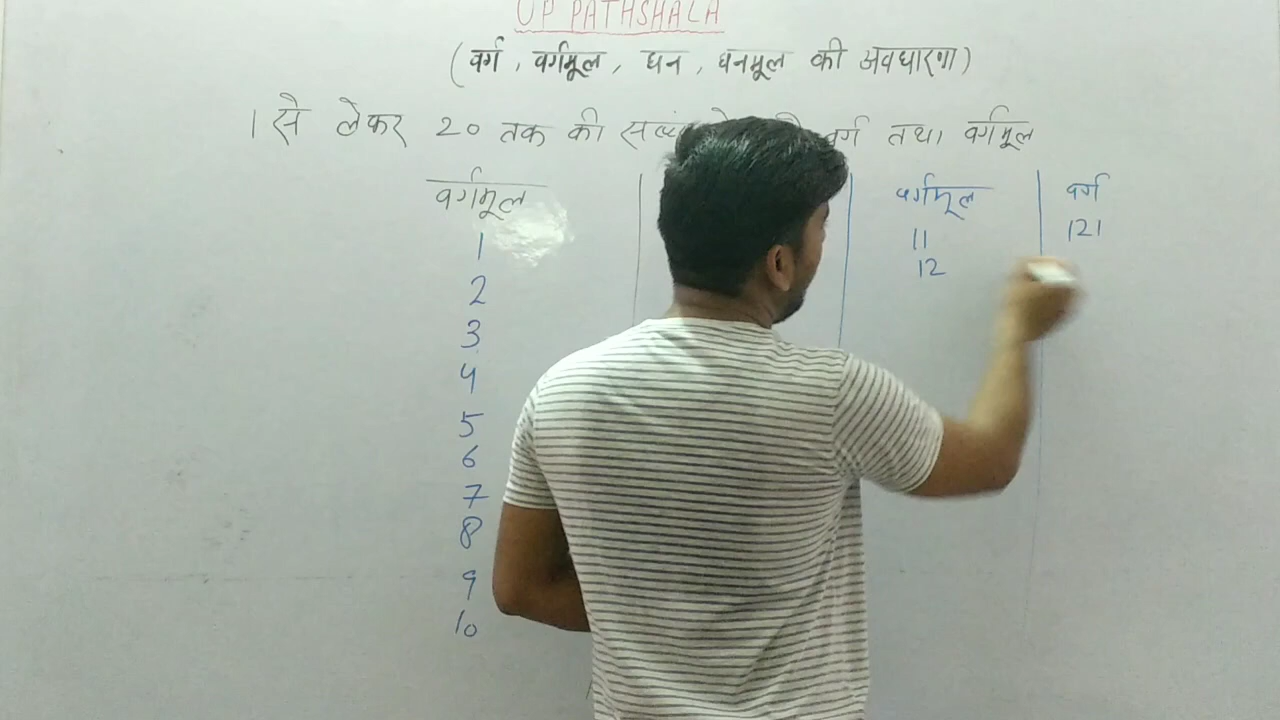 UP PATHSHALA
(वर्ग, वर्गमूल, घन, घनमूल की अवधारणा)
1 से लेकर 20 तक की वर्ग तथा वर्गमूल
वर्गमूल वर्गमूल वर्ग
1 11 121
2 12
3
4
5
6
7
8
9
10